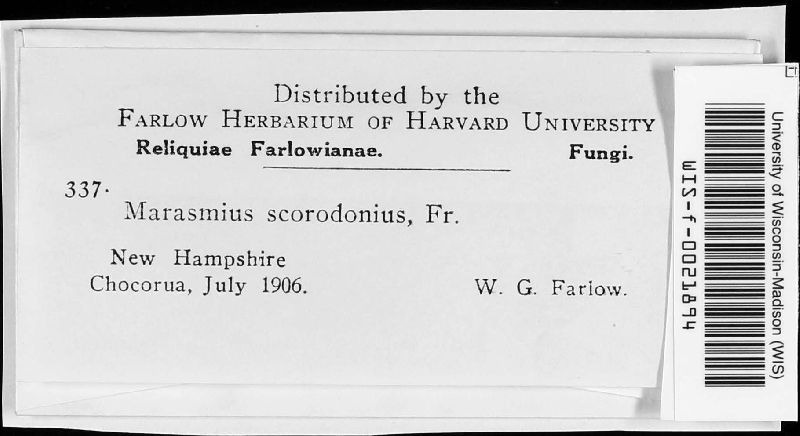 Distributed by the
FARLOW HERBARIUM OF HARVARD UNIVERSITY
Reliquiae Farlowianae. Fungi.
337.
Marasmius scorodonius, Fr.
New Hampshire
Chocorua, July 1906. W. G. Farlow.
University of Wisconsin-Madison (WIS)
WIS-f-0021894